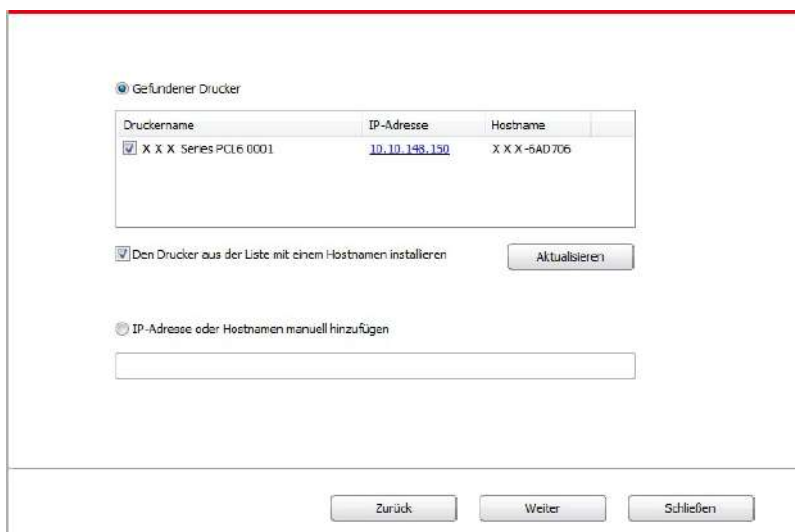 Gefundener Drucker
Druckername IP-Adresse Hostname
X X X Series PCL6 0001 10.10.148.150 X X X-6AD706
Den Drucker aus der Liste mit einem Hostnamen installieren Aktualisieren
IP-Adresse oder Hostnamen manuell hinzufügen
Zurück Weiter Schließen